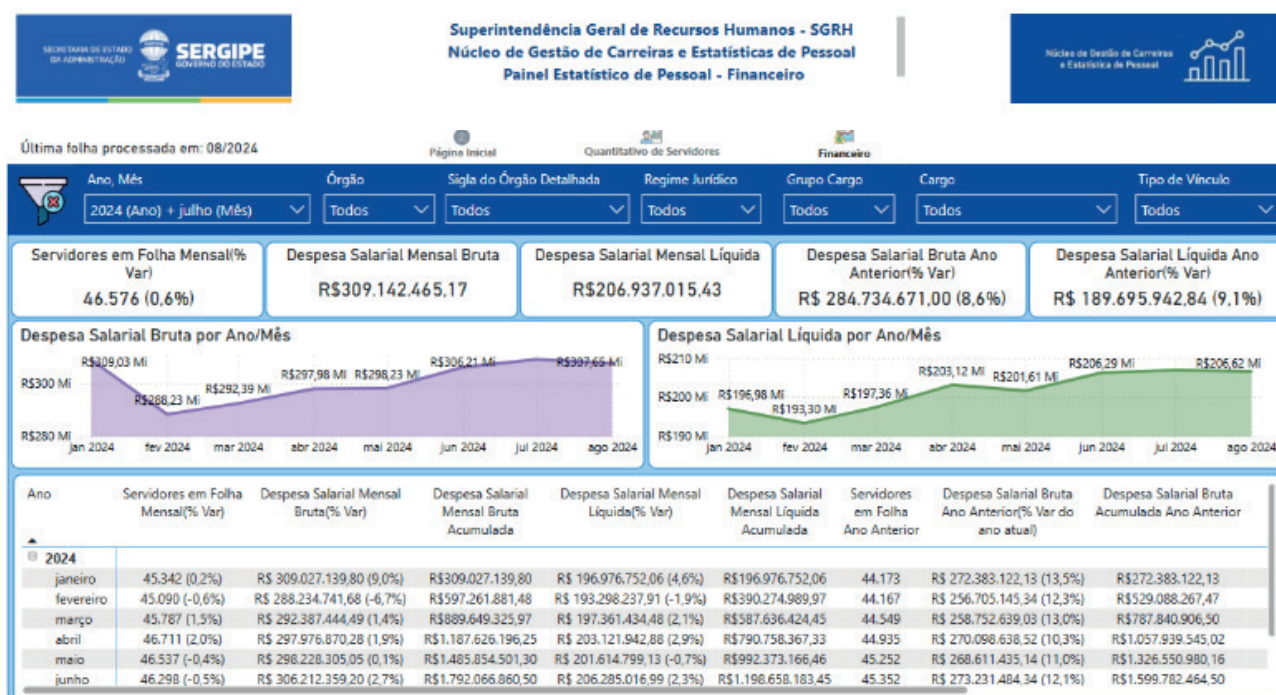 SECRETARIA DE ESTADO
DA ADMINISTRAÇÃO
SERGIPE
GOVERNO DO ESTADO
Superintendência Geral de Recursos Humanos - SGRH
Núcleo de Gestão de Carreiras e Estatísticas de Pessoal
Painel Estatístico de Pessoal - Financeiro
Núcleo de Gestão de Carreiras
e Estatística de Pessoal
Última folha processada em: 08/2024
Página Inicial
Quantitativo de Servidores
Financeiro
Ano, Mês Órgão Sigla do Órgão Detalhada Regime Jurídico Grupo Cargo Cargo Tipo de Vínculo
2024 (Ano) + julho (Mês) Todos Todos Todos Todos Todos Todos
Servidores em Folha Mensal(%
Var)
46.576 (0,6%)
Despesa Salarial Mensal Bruta
R$309.142.465,17
Despesa Salarial Mensal Líquida
R$206.937.015,43
Despesa Salarial Bruta Ano
Anterior(% Var)
R$ 284.734.671,00 (8,6%)
Despesa Salarial Líquida Ano
Anterior(% Var)
R$ 189.695.942,84 (9,1%)
Despesa Salarial Bruta por Ano/Mês
R$300 Mi
R$280 Mi
R$309,03 Mi
R$288,23 Mi
R$292,39 Mi
R$297,98 Mi
R$298,23 Mi
R$306,21 Mi
R$307,65 Mi
jan 2024 fev 2024 mar 2024 abr 2024 mai 2024 jun 2024 jul 2024 ago 2024
Despesa Salarial Líquida por Ano/Mês
R$210 Mi
R$200 Mi
R$190 Mi
R$196,98 Mi
R$193,30 Mi
R$197,36 Mi
R$203,12 Mi
R$201,61 Mi
R$206,29 Mi
R$206,62 Mi
jan 2024 fev 2024 mar 2024 abr 2024 mai 2024 jun 2024 jul 2024 ago 2024
Ano
Servidores em Folha
Mensal(% Var)
Despesa Salarial Mensal
Bruta(% Var)
Despesa Salarial
Mensal Bruta
Acumulada
Despesa Salarial Mensal
Líquida(% Var)
Despesa Salarial
Mensal Líquida
Acumulada
Servidores
em Folha
Ano Anterior
Despesa Salarial Bruta
Ano Anterior(% Var do
ano atual)
Despesa Salarial Bruta
Acumulada Ano Anterior
2024
janeiro 45.342 (0,2%) R$ 309.027.139,80 (9,0%) R$309.027.139,80 R$ 196.976.752,06 (4,6%) R$196.976.752,06 44.173 R$ 272.383.122,13 (13,5%) R$272.383.122,13
fevereiro 45.090 (-0,6%) R$ 288.234.741,68 (-6,7%) R$597.261.881,48 R$ 193.298.237,91 (-1,9%) R$390.274.989,97 44.167 R$ 256.705.145,34 (12,3%) R$529.088.267,47
março 45.787 (1,5%) R$ 292.387.444,49 (1,4%) R$889.649.325,97 R$ 197.361.434,48 (2,1%) R$587.636.424,45 44.549 R$ 258.752.639,03 (13,0%) R$787.840.906,50
abril 46.711 (2,0%) R$ 297.976.870,28 (1,9%) R$1.187.626.196,25 R$ 203.121.942,88 (2,9%) R$790.758.367,33 44.935 R$ 270.098.638,52 (10,3%) R$1.057.939.545,02
maio 46.537 (-0,4%) R$ 298.228.305,05 (0,1%) R$1.485.854.501,30 R$ 201.614.799,13 (-0,7%) R$992.373.166,46 45.252 R$ 268.611.435,14 (11,0%) R$1.326.550.980,16
junho 46.298 (-0,5%) R$ 306.212.359,20 (2,7%) R$1.792.066.860,50 R$ 206.285.016,99 (2,3%) R$1.198.658.183,45 45.352 R$ 273.231.484,34 (12,1%) R$1.599.782.464,50